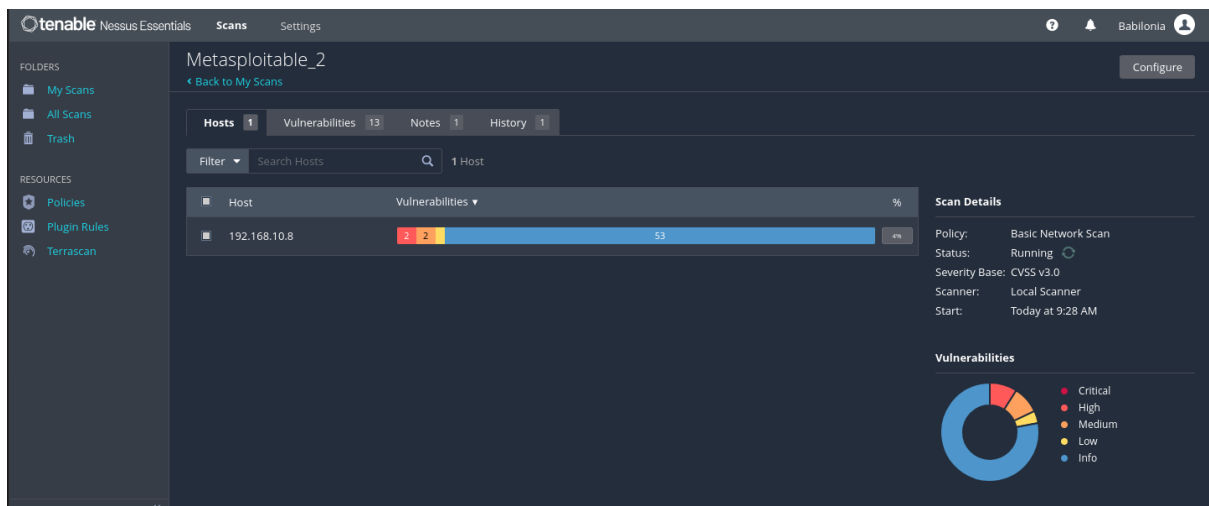 tenable Nessus Essentials Scans Settings Babilonia
FOLDERS
My Scans
All Scans
Trash
RESOURCES
Policies
Plugin Rules
Terrascan
Metasploitable_2
Back to My Scans
Configure
Hosts 1 Vulnerabilities 13 Notes 1 History 1
Filter Search Hosts 1 Host
Host Vulnerabilities %
192.168.10.8 2 2 53 4%
Scan Details
Policy: Basic Network Scan
Status: Running
Severity Base: CVSS v3.0
Scanner: Local Scanner
Start: Today at 9:28 AM
Vulnerabilities
Critical
High
Medium
Low
Info